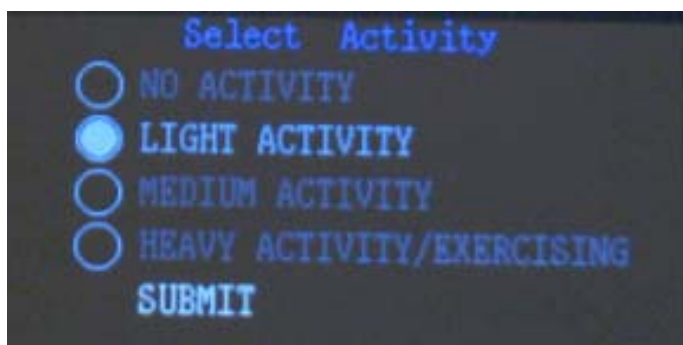 Select Activity
NO ACTIVITY
LIGHT ACTIVITY
MEDIUM ACTIVITY
HEAVY ACTIVITY/EXERCISING
SUBMIT